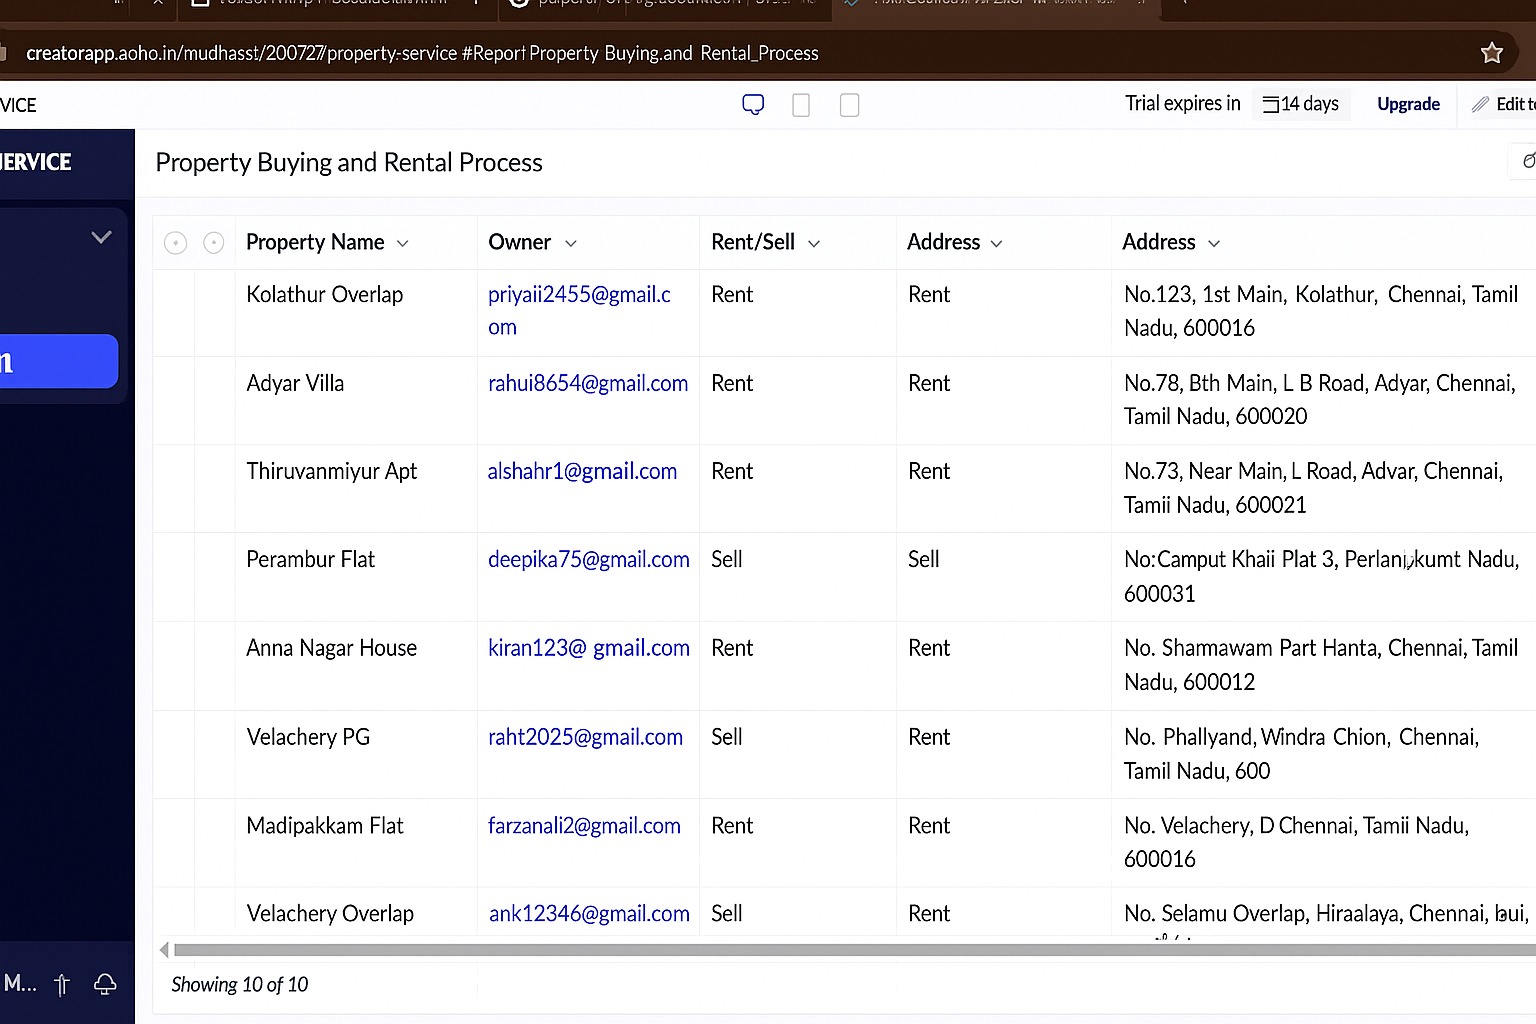 creatorapp.aoho.in/mudhasst/200727/property-service #Report Property Buying.and Rental_Process
VICE
Trial expires in 14 days Upgrade Edit to
SERVICE
Property Buying and Rental Process
Property Name Owner Rent/Sell Address Address
Kolathur Overlap priyaii2455@gmail.c Rent Rent No.123, 1st Main, Kolathur, Chennai, Tamil
om Nadu, 600016
Adyar Villa rahui8654@gmail.com Rent Rent No.78, Bth Main, L B Road, Adyar, Chennai,
Tamil Nadu, 600020
Thiruvanmiyur Apt alshahr1@gmail.com Rent Rent No.73, Near Main, L Road, Advar, Chennai,
Tamii Nadu, 600021
Perambur Flat deepika75@gmail.com Sell Sell No:Camput Khaii Plat 3, Nadu,
600031
Anna Nagar House kiran123@ gmail.com Rent Rent No. Shamawam Part Hanta, Chennai, Tamil
Nadu, 600012
Velachery PG raht2025@gmail.com Sell Rent No. Phallyand, Windra Chion, Chennai,
Tamil Nadu, 600
Madipakkam Flat farzanali2@gmail.com Rent Rent No. Velachery, D Chennai, Tamii Nadu,
600016
Velachery Overlap ank12346@gmail.com Sell Rent No. Selamu Overlap, Hiraalaya, Chennai,
M...
Showing 10 of 10